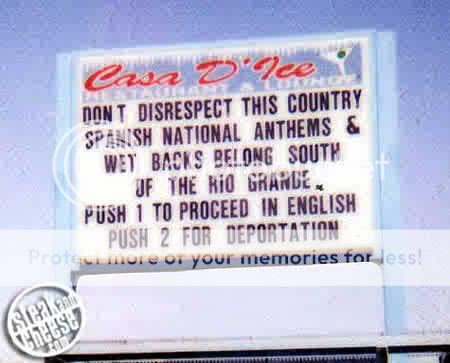 Casa D'Ice
RESTAURANT & LOUNGE
DON'T DISRESPECT THIS COUNTRY
SPANISH NATIONAL ANTHEMS &
WET BACKS BELONG SOUTH
OF THE RIO GRANDE.
PUSH 1 TO PROCEED IN ENGLISH
PUSH 2 FOR DEPORTATION
Protect more of your memories for less!
steak and
cheese
.com